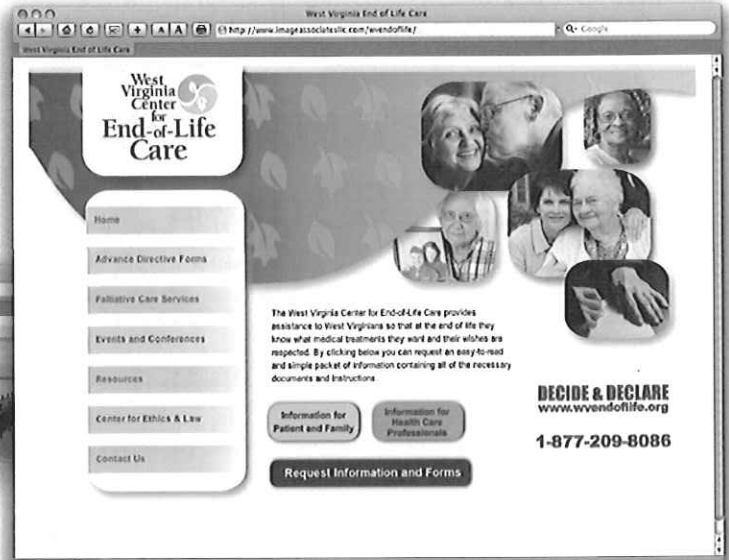 West Virginia End of Life Care
http://www.imageassociatesllc.com/wvendoflife/
Google
West Virginia End of Life Care
West
Virginia
Center
for
End-of-Life
Care
Home
Advance Directive Forms
Palliative Care Services
Events and Conferences
Resources
Center for Ethics & Law
Contact Us
The West Virginia Center for End-of-Life Care provides
assistance to West Virginians so that at the end of life they
know what medical treatments they want and their wishes are
respected. By clicking below you can request an easy-to-read
and simple packet of information containing all of the necessary
documents and instructions
Information for
Patient and Family
Information for
Health Care
Professionals
Request Information and Forms
DECIDE & DECLARE
www.wvendoflife.org
1-877-209-8086